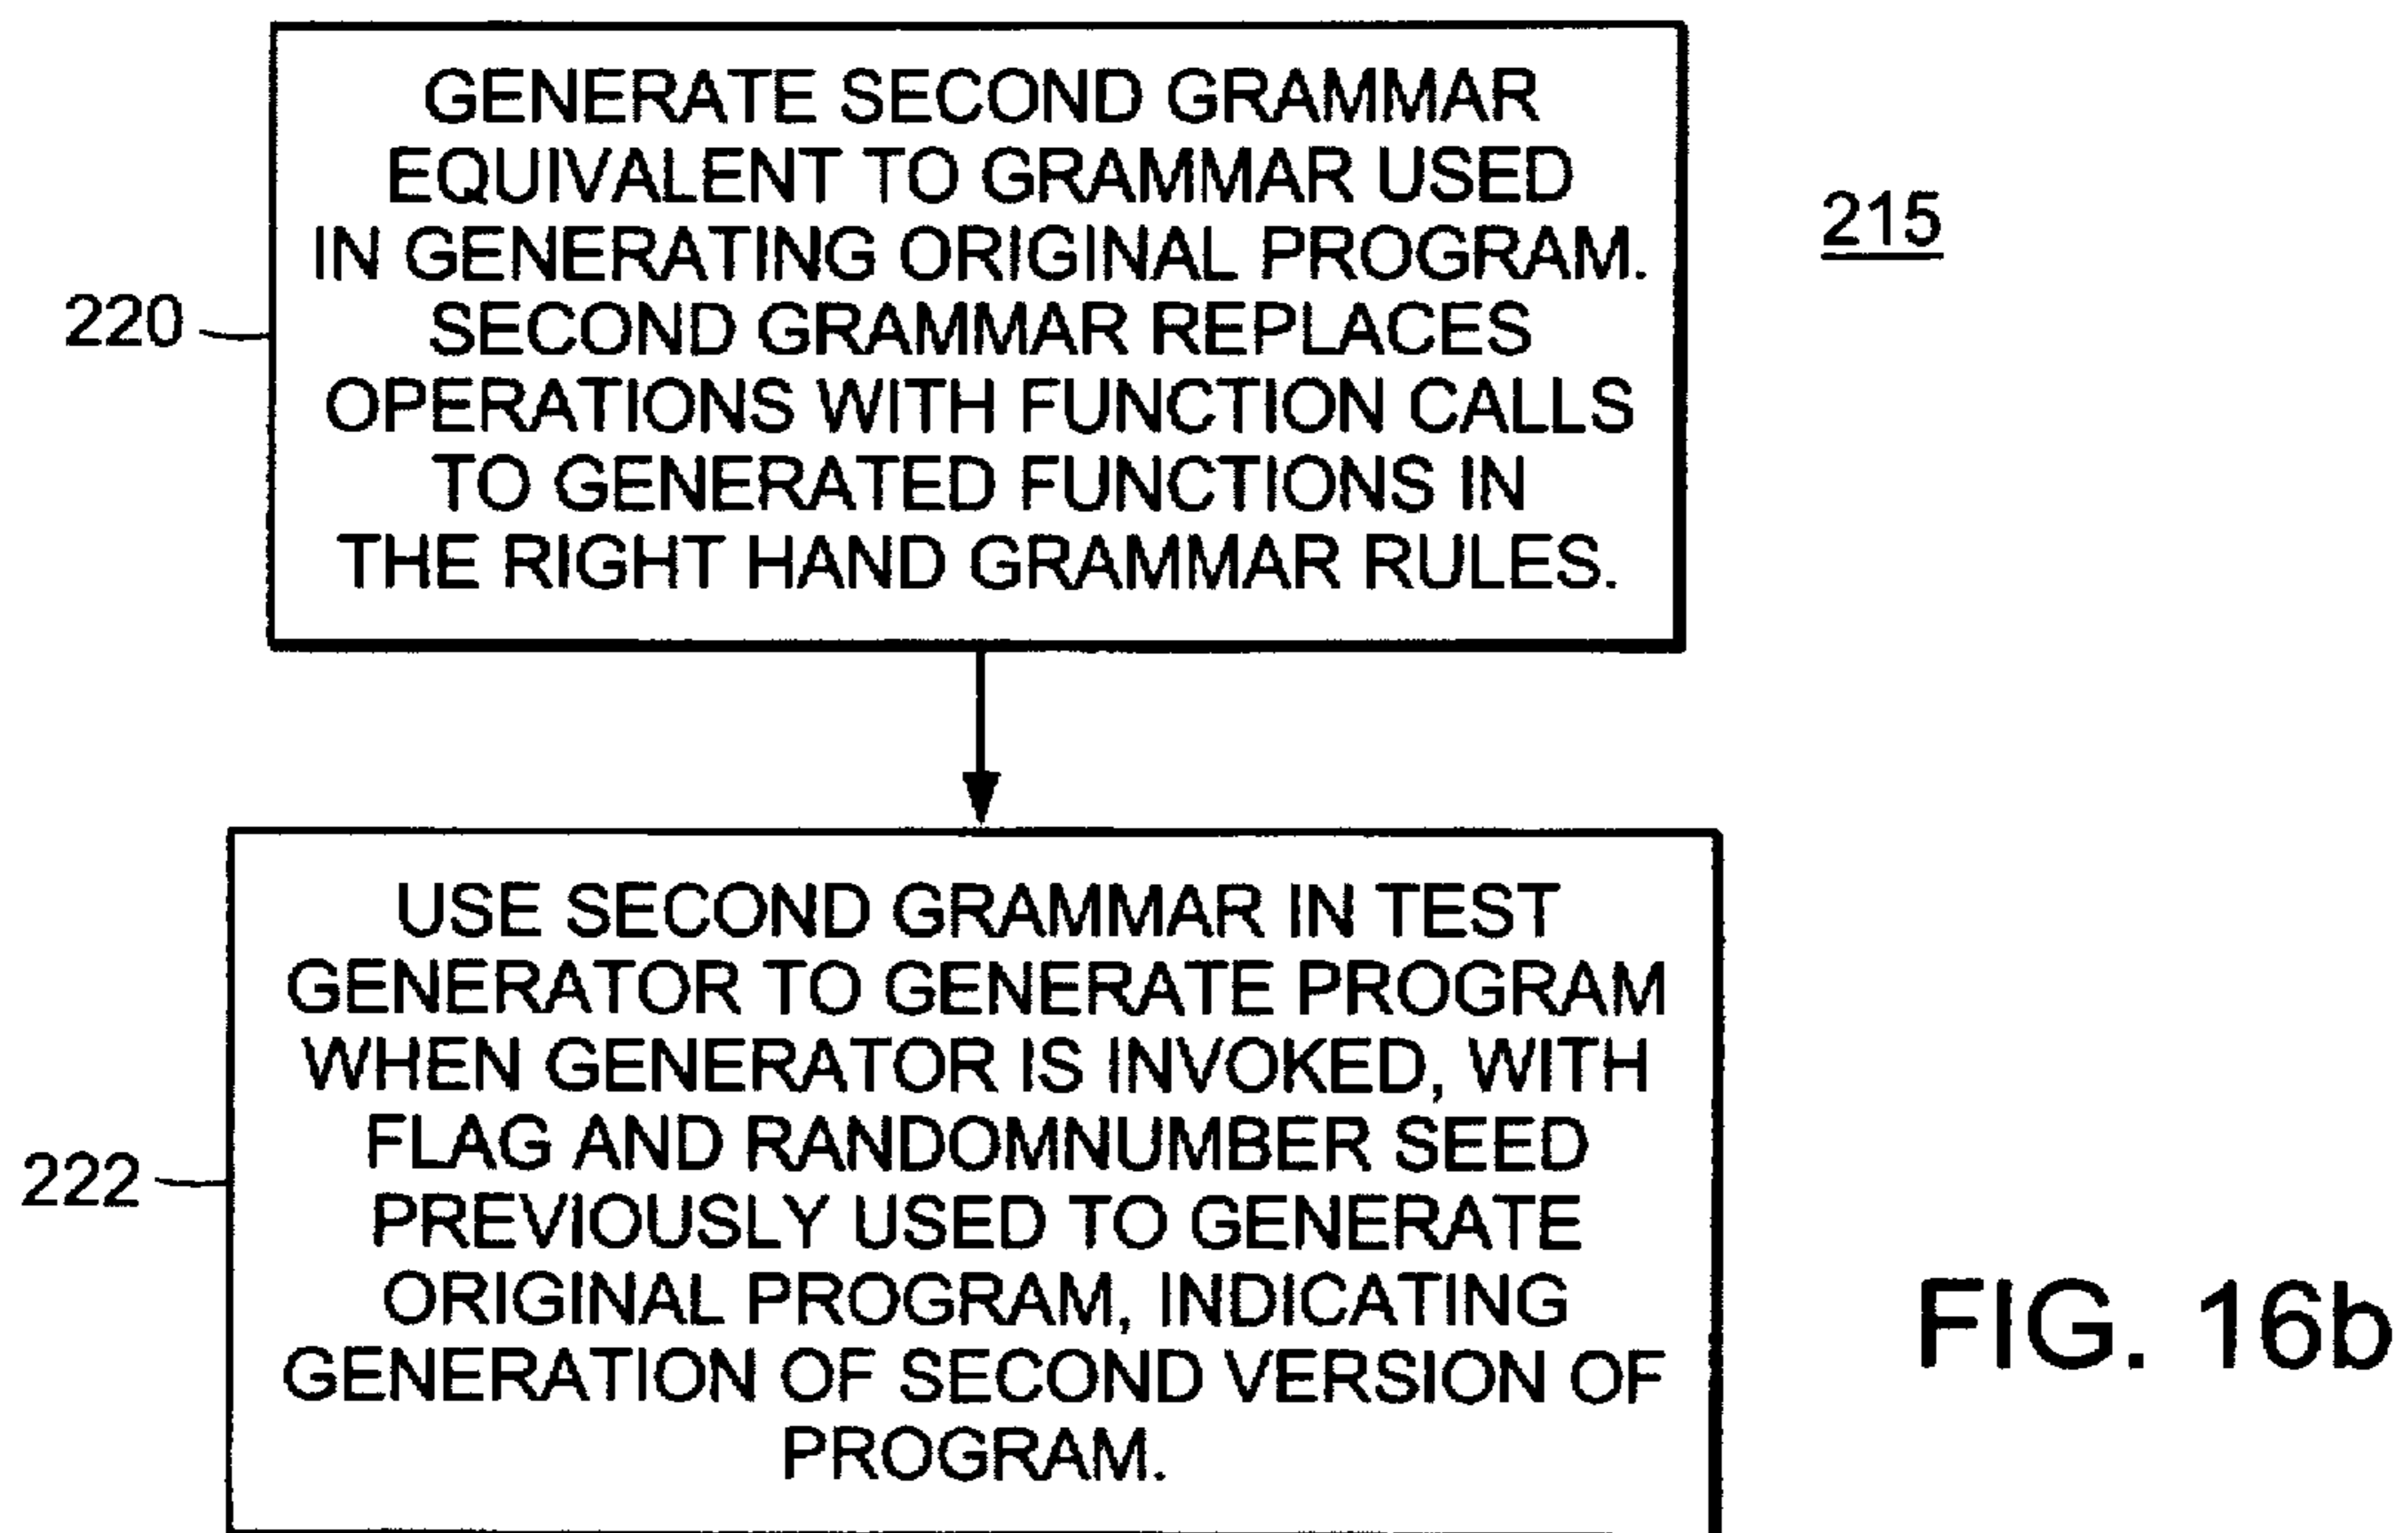 GENERATE SECOND GRAMMAR
EQUIVALENT TO GRAMMAR USED
IN GENERATING ORIGINAL PROGRAM.
SECOND GRAMMAR REPLACES
OPERATIONS WITH FUNCTION CALLS
TO GENERATED FUNCTIONS IN
THE RIGHT HAND GRAMMAR RULES.
215
220
USE SECOND GRAMMAR IN TEST
GENERATOR TO GENERATE PROGRAM
WHEN GENERATOR IS INVOKED, WITH
FLAG AND RANDOMNUMBER SEED
PREVIOUSLY USED TO GENERATE
ORIGINAL PROGRAM, INDICATING
GENERATION OF SECOND VERSION OF
PROGRAM.
222
FIG. 16b